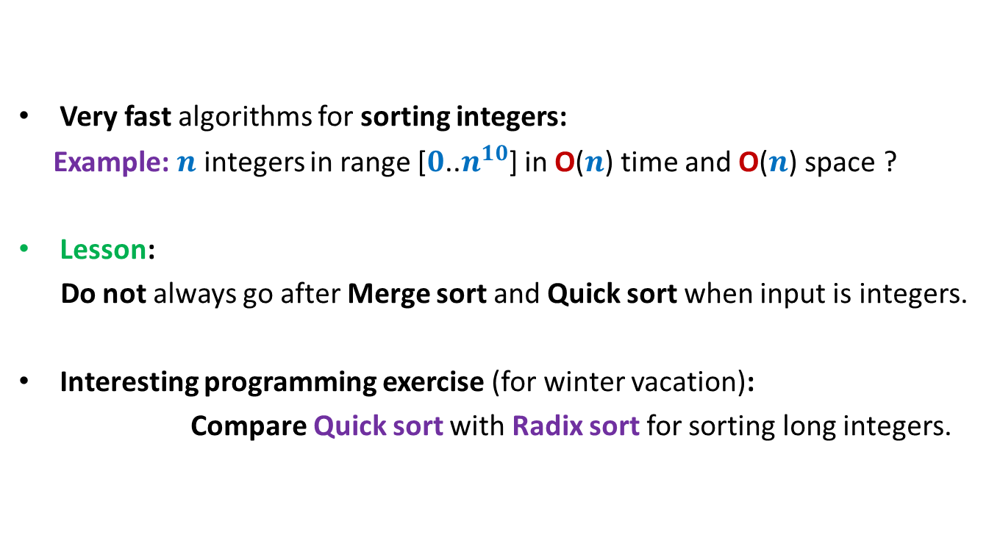 • Very fast algorithms for sorting integers:
Example: n integers in range [0..n¹⁰] in O(n) time and O(n) space ?
• Lesson:
Do not always go after Merge sort and Quick sort when input is integers.
• Interesting programming exercise (for winter vacation):
Compare Quick sort with Radix sort for sorting long integers.